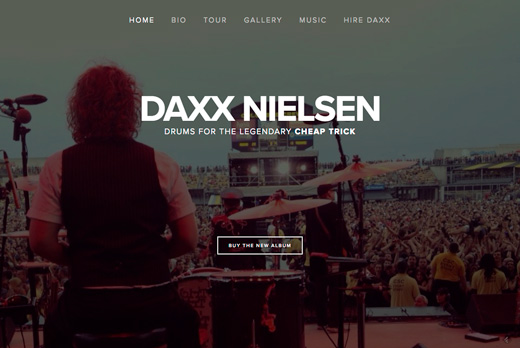 HOME BIO TOUR GALLERY MUSIC HIRE DAXX
DAXX NIELSEN
DRUMS FOR THE LEGENDARY CHEAP TRICK
BUY THE NEW ALBUM